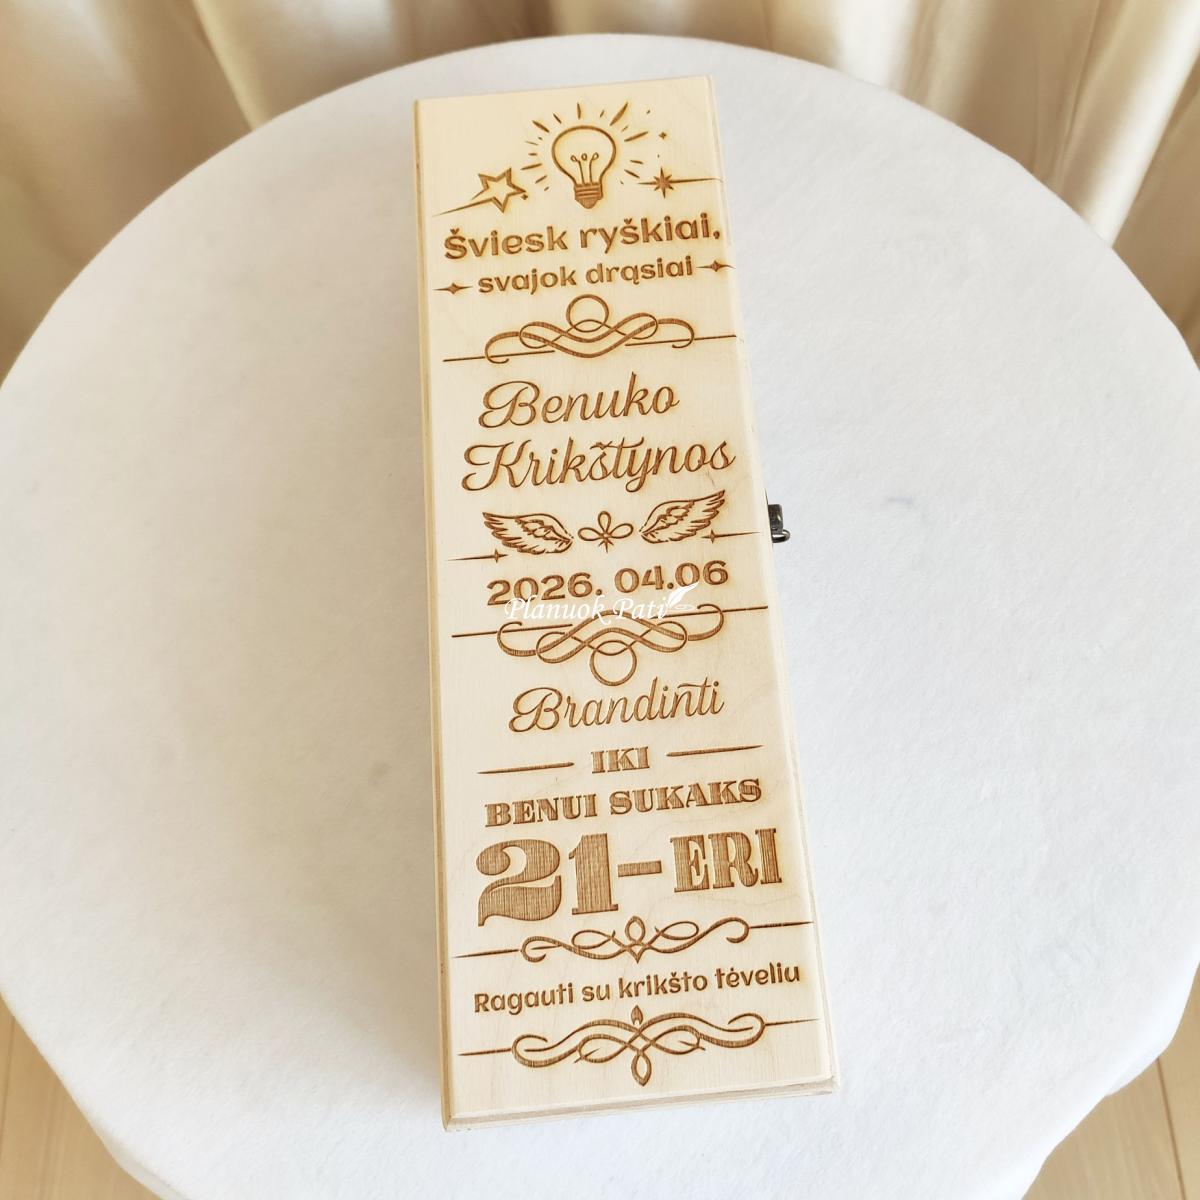 Šviesk ryškiai,
svajok drąsiai
Benuko
Krikštynos
2026. 04.06
Planuok Pati
Brandinti
IKI
BENUI SUKAKS
21-ERI
Ragauti su krikšto tėveliu